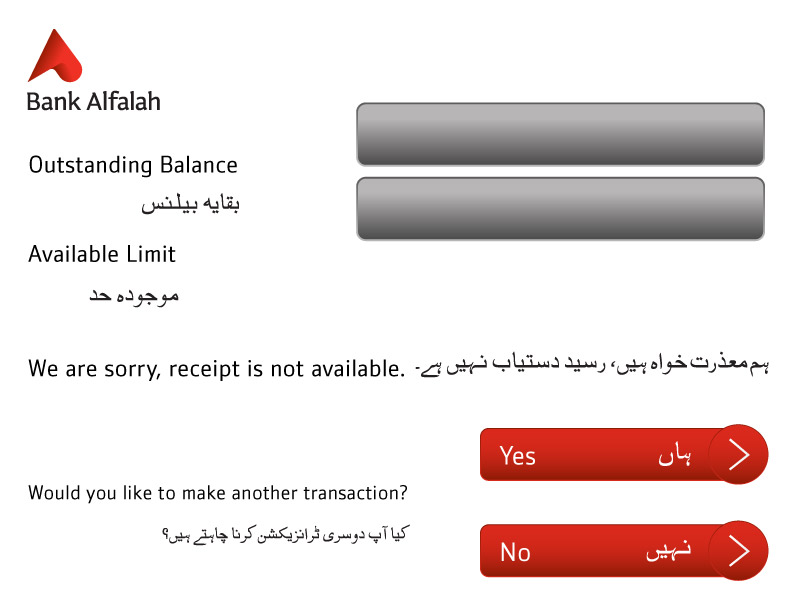 Bank Alfalah
Outstanding Balance
بقایه بیلنس
Available Limit
موجوده حد
We are sorry, receipt is not available.
ہم معذرت خواہ ہیں، رسید دستیاب نہیں ہے۔
Yes ہاں
Would you like to make another transaction?
کیا آپ دوسری ٹرانزیکشن کرنا چاہتے ہیں؟
No نہیں